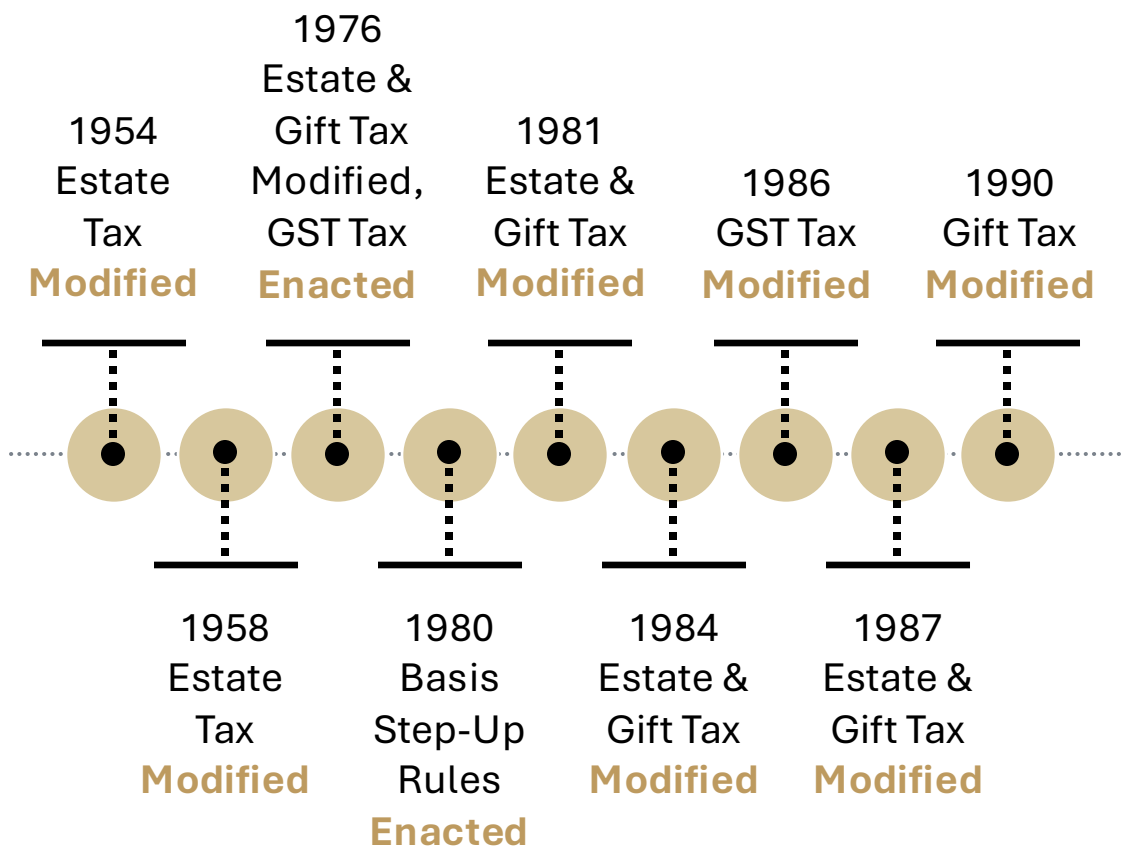 1954
Estate
Tax
Modified
1958
Estate
Tax
Modified
1976
Estate &
Gift Tax
Modified,
GST Tax
Enacted
1980
Basis
Step-Up
Rules
Enacted
1981
Estate &
Gift Tax
Modified
1984
Estate &
Gift Tax
Modified
1986
GST Tax
Modified
1987
Estate &
Gift Tax
Modified
1990
Gift Tax
Modified